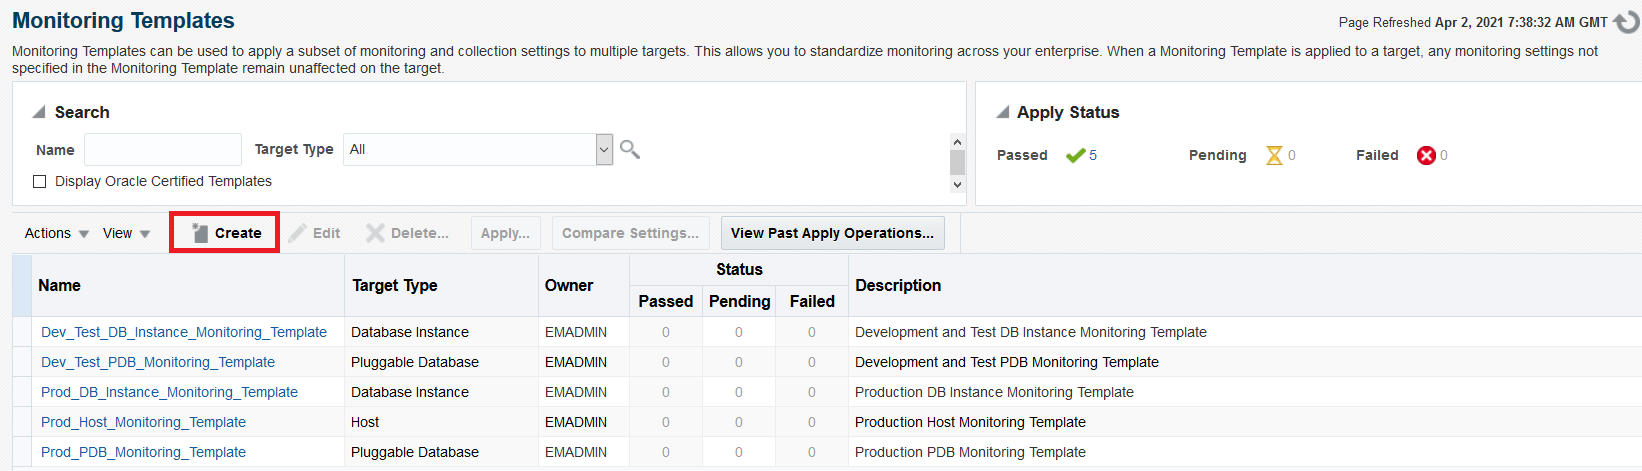 Monitoring Templates
Page Refreshed Apr 2, 2021 7:38:32 AM GMT
Monitoring Templates can be used to apply a subset of monitoring and collection settings to multiple targets. This allows you to standardize monitoring across your enterprise. When a Monitoring Template is applied to a target, any monitoring settings not
specified in the Monitoring Template remain unaffected on the target.
Search
Name Target Type All
Display Oracle Certified Templates
Apply Status
Passed 5 Pending 0 Failed 0
Actions View Create Edit Delete... Apply... Compare Settings... View Past Apply Operations...
Name Target Type Owner Status Description
Passed Pending Failed
Dev_Test_DB_Instance_Monitoring_Template Database Instance EMADMIN 0 0 0 Development and Test DB Instance Monitoring Template
Dev_Test_PDB_Monitoring_Template Pluggable Database EMADMIN 0 0 0 Development and Test PDB Monitoring Template
Prod_DB_Instance_Monitoring_Template Database Instance EMADMIN 0 0 0 Production DB Instance Monitoring Template
Prod_Host_Monitoring_Template Host EMADMIN 0 0 0 Production Host Monitoring Template
Prod_PDB_Monitoring_Template Pluggable Database EMADMIN 0 0 0 Production PDB Monitoring Template